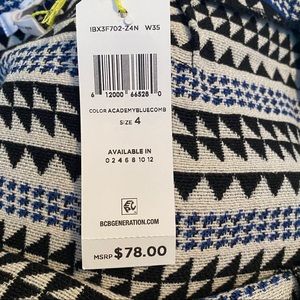 IBX3F702-Z4N W35
6 12000 66528 0
COLOR ACADEMYBLUECOMB
SIZE 4
AVAILABLE IN
0 2 4 6 8 10 12
BCBGENERATION.COM
MSRP $78.00